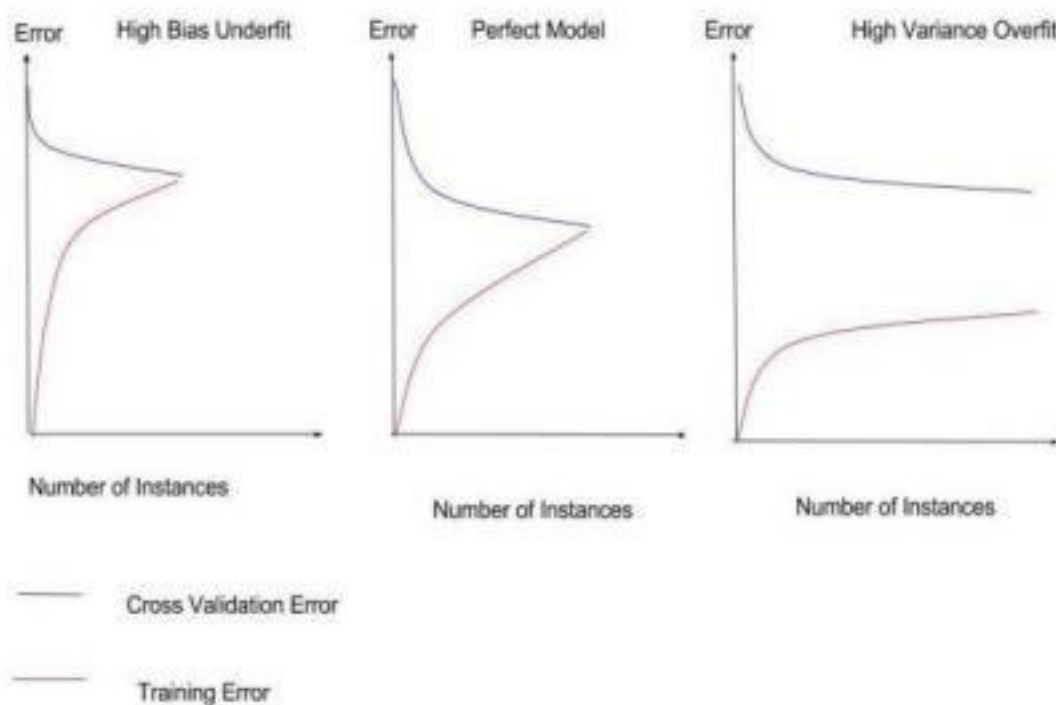 Error High Bias Underfit
Error Perfect Model
Error High Variance Overfit
Number of Instances
Number of Instances
Number of Instances
Cross Validation Error
Training Error